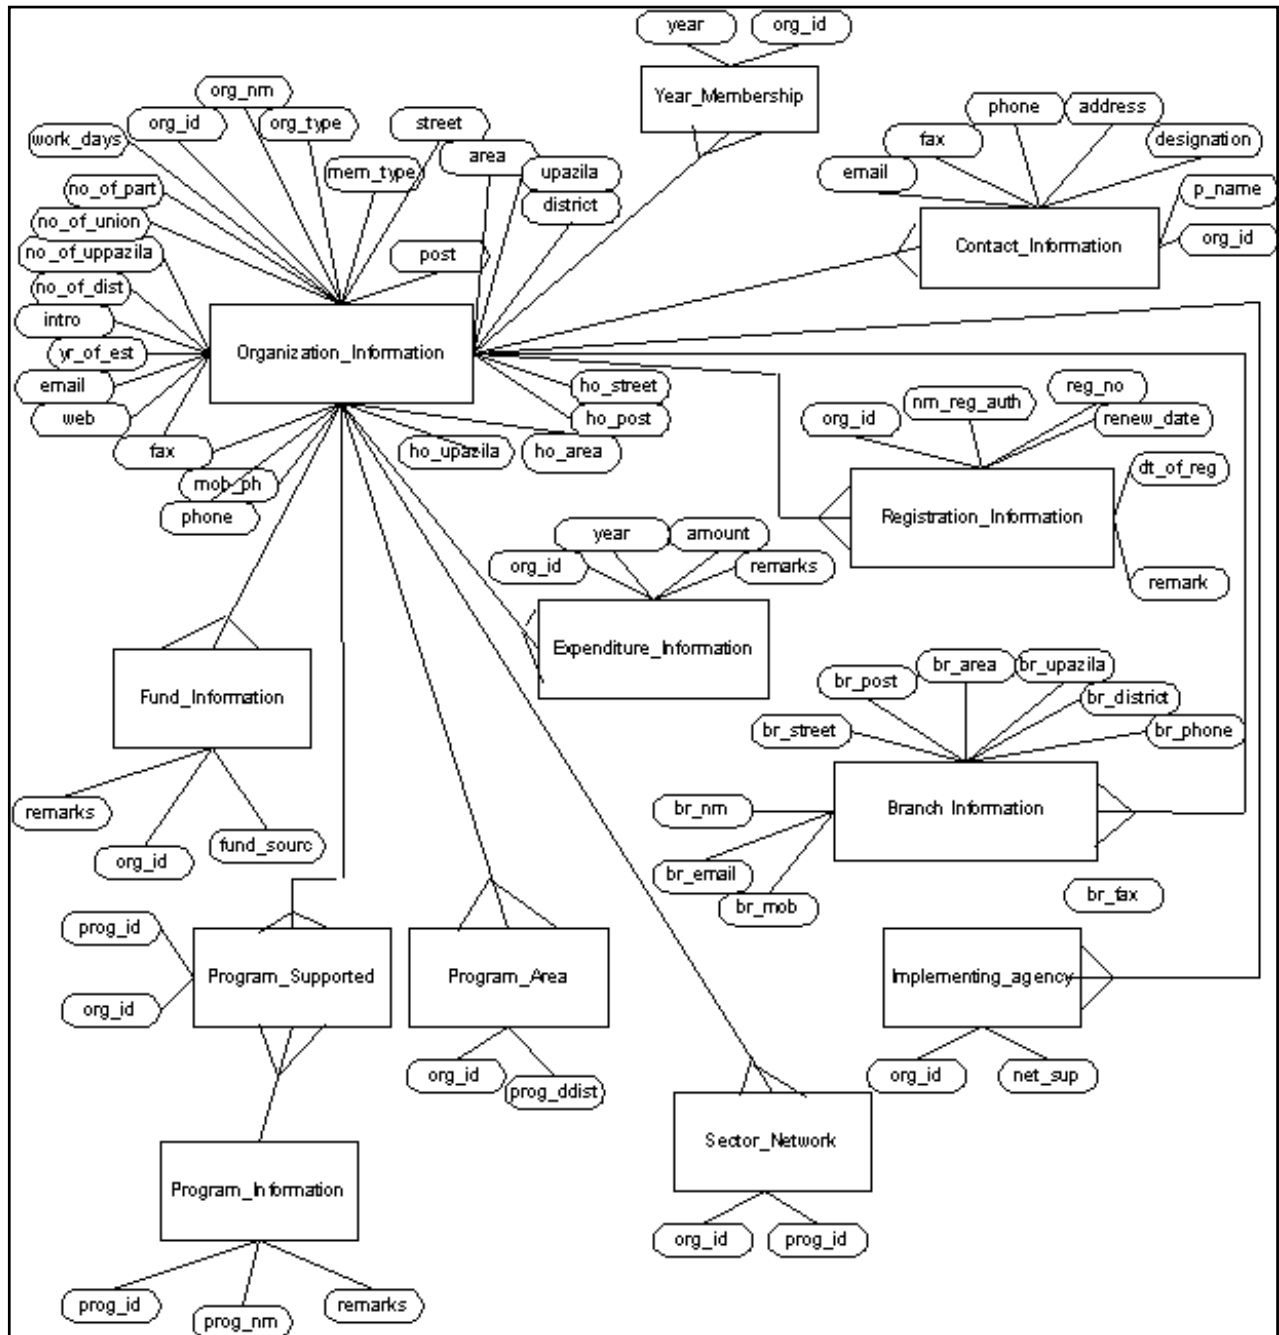 year
org_id
org_nm
org_id
org_type
work_days
street
area
mem_type
upazila
district
no_of_part
no_of_union
no_of_uppazila
no_of_dist
intro
yr_of_est
email
web
fax
mob_ph
phone
post
Organization_Information
ho_street
ho_post
ho_area
ho_upazila
Year_Membership
phone
address
fax
designation
email
p_name
org_id
Contact_Information
reg_no
nm_reg_auth
org_id
renew_date
dt_of_reg
Registration_Information
remark
year
amount
org_id
remarks
Expenditure_Information
Fund_Information
remarks
org_id
fund_sourc
br_area
br_upazila
br_post
br_district
br_street
br_phone
br_nm
Branch Information
br_email
br_mob
br_fax
prog_id
org_id
Program_Supported
Program_Area
org_id
prog_ddist
Implementing_agency
org_id
net_sup
Sector_Network
org_id
prog_id
Program_Information
prog_id
prog_nm
remarks